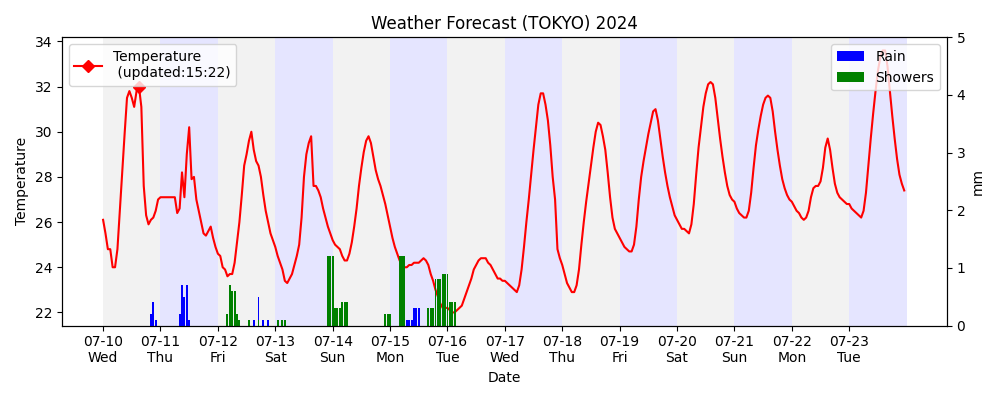 Weather Forecast (TOKYO) 2024
Temperature
(updated:15:22)
Rain
Showers
Temperature
34
32
30
28
26
24
22
5
4
3
2
1
0
mm
07-10 07-11 07-12 07-13 07-14 07-15 07-16 07-17 07-18 07-19 07-20 07-21 07-22 07-23
Wed Thu Fri Sat Sun Mon Tue Wed Thu Fri Sat Sun Mon Tue
Date